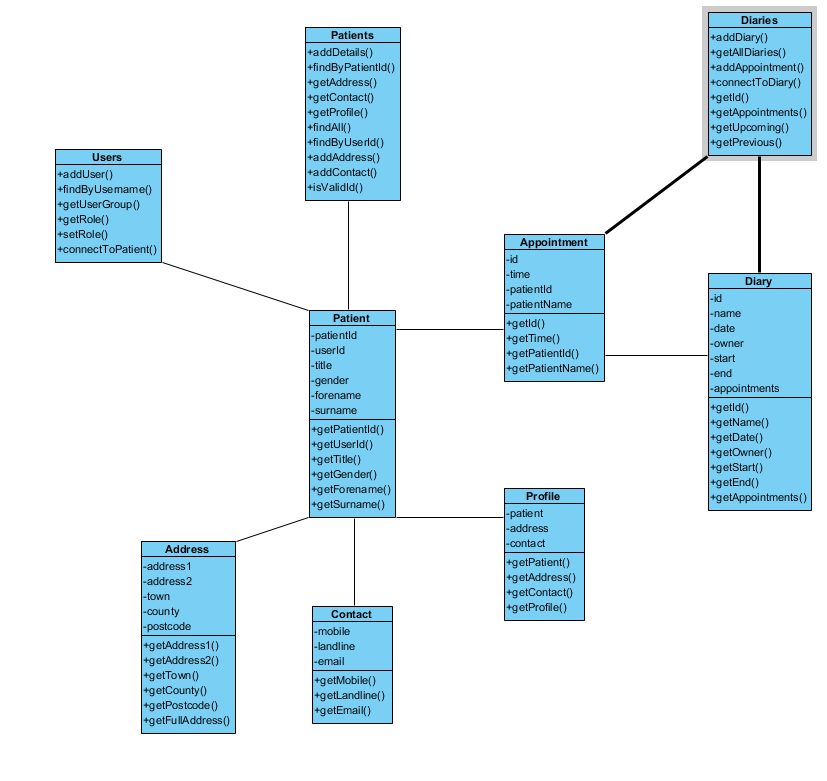 Patients
+addDetails()
+findByPatientId()
+getAddress()
+getContact()
+getProfile()
+findAll()
+findByUserId()
+addAddress()
+addContact()
+isValidId()
Diaries
+addDiary()
+getAllDiaries()
+addAppointment()
+connectToDiary()
+getId()
+getAppointments()
+getUpcoming()
+getPrevious()
Users
+addUser()
+findByUsername()
+getUserGroup()
+getRole()
+setRole()
+connectToPatient()
Appointment
-id
-time
-patientId
-patientName
+getId()
+getTime()
+getPatientId()
+getPatientName()
Diary
-id
-name
-date
-owner
-start
-end
-appointments
+getId()
+getName()
+getDate()
+getOwner()
+getStart()
+getEnd()
+getAppointments()
Patient
-patientId
-userId
-title
-gender
-forename
-surname
+getPatientId()
+getUserId()
+getTitle()
+getGender()
+getForename()
+getSurname()
Profile
-patient
-address
-contact
+getPatient()
+getAddress()
+getContact()
+getProfile()
Address
-address1
-address2
-town
-county
-postcode
+getAddress1()
+getAddress2()
+getTown()
+getCounty()
+getPostcode()
+getFullAddress()
Contact
-mobile
-landline
-email
+getMobile()
+getLandline()
+getEmail()